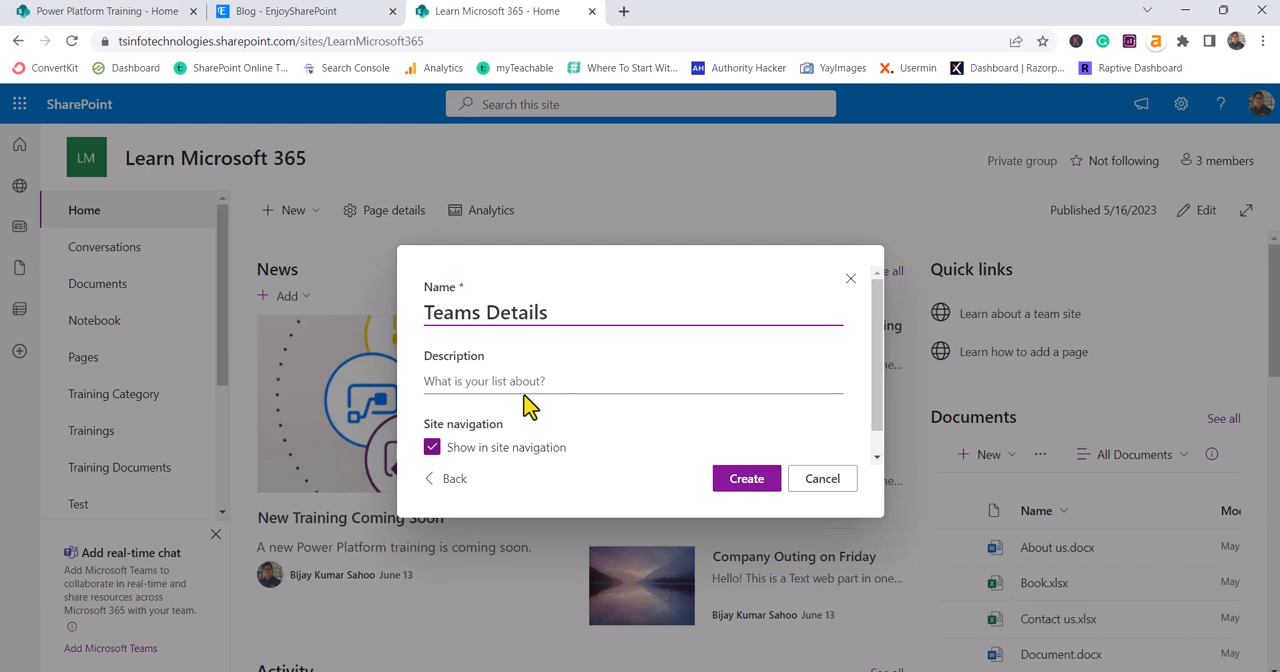 Power Platform Training - Home
Blog - EnjoySharePoint
Learn Microsoft 365 - Home
tsinfotechnologies.sharepoint.com/sites/LearnMicrosoft365
ConvertKit
Dashboard
SharePoint Online T...
Search Console
Analytics
myTeachable
Where To Start Wit...
AH
Authority Hacker
YayImages
Usermin
Dashboard | Razorp...
R
Raptive Dashboard
SharePoint
Search this site
LM
Learn Microsoft 365
Private group
Not following
3 members
Home
New
Page details
Analytics
Published 5/16/2023
Edit
Conversations
Documents
Notebook
Pages
Training Category
Trainings
Training Documents
Test
Add real-time chat
Add Microsoft Teams to
collaborate in real-time and
share resources across
Microsoft 365 with your team.
Add Microsoft Teams
News
Add
New Training Coming Soon
A new Power Platform training is coming soon.
Bijay Kumar Sahoo June 13
Activity
Name *
Teams Details
Description
What is your list about?
Site navigation
Show in site navigation
Back
Create
Cancel
e all
ing
e...
e...
Company Outing on Friday
Hello! This is a Text web part in one...
Bijay Kumar Sahoo June 13
Quick links
Learn about a team site
Learn how to add a page
Documents
See all
New
All Documents
Name
Mo
About us.docx
May
Book.xlsx
May
Contact us.xlsx
May
Document.docx
May